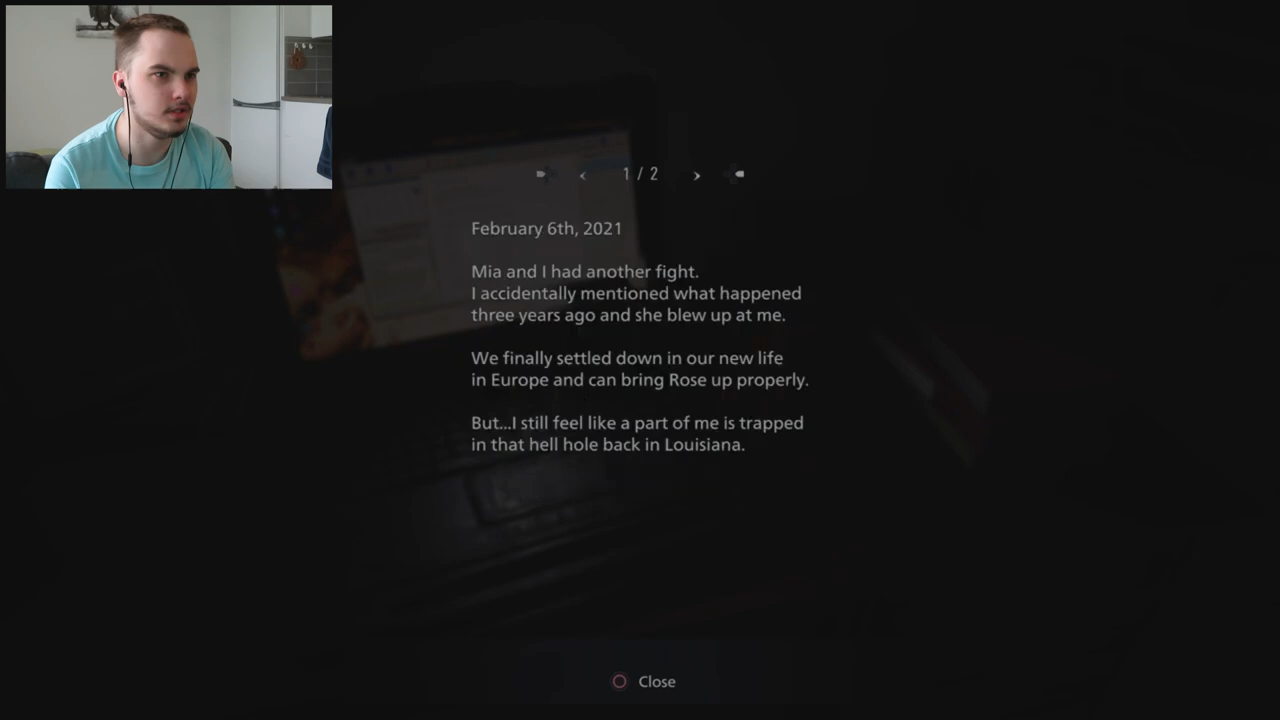 1 / 2
February 6th, 2021
Mia and I had another fight.
I accidentally mentioned what happened
three years ago and she blew up at me.
We finally settled down in our new life
in Europe and can bring Rose up properly.
But...I still feel like a part of me is trapped
in that hell hole back in Louisiana.
Close